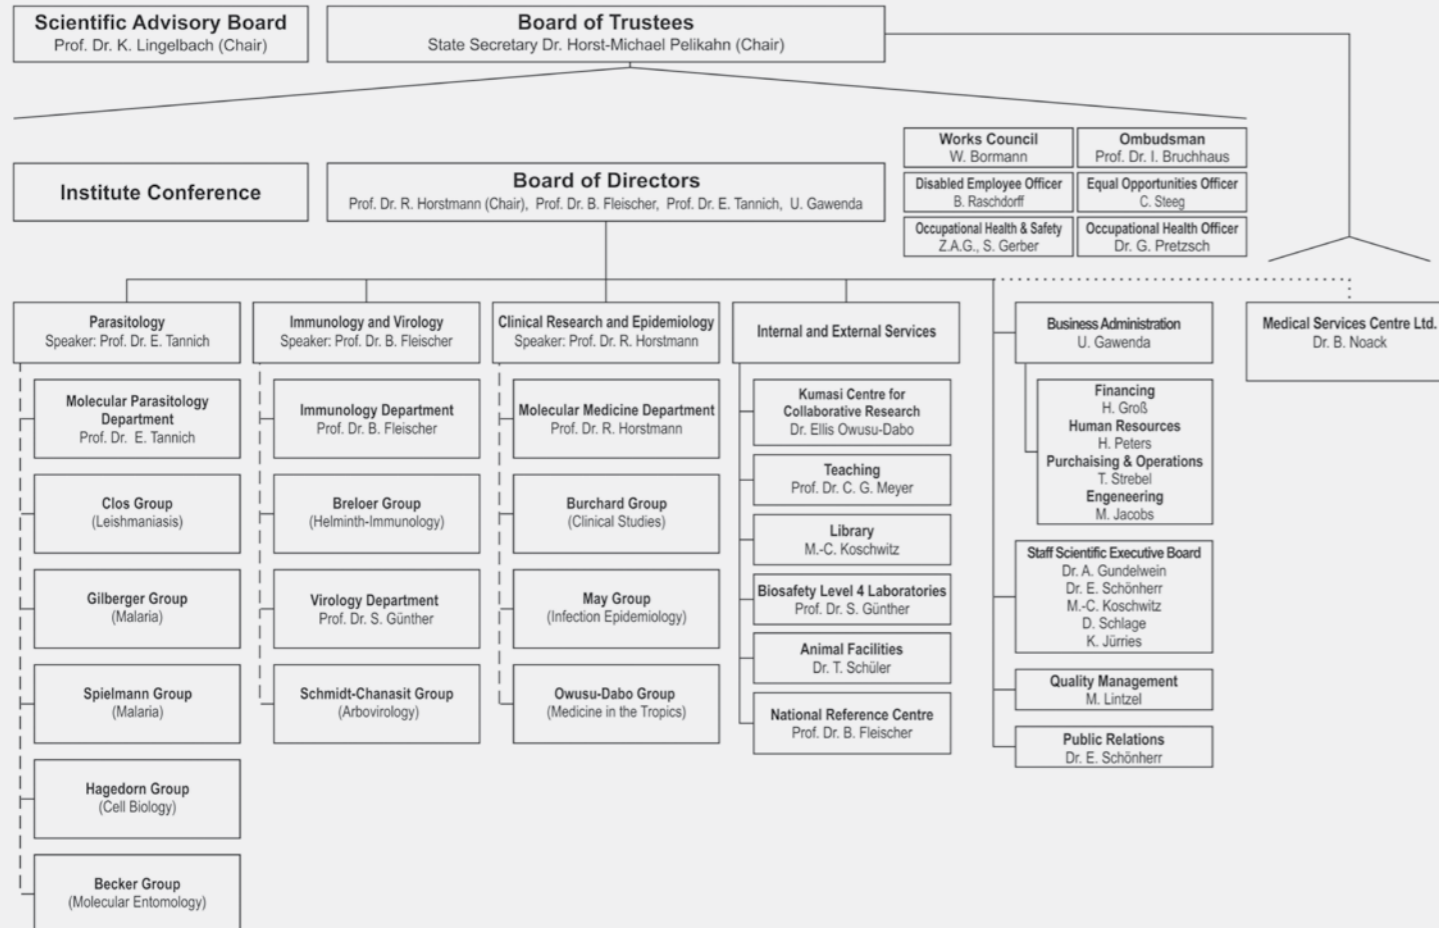 Scientific Advisory Board
Prof. Dr. K. Lingelbach (Chair)
Board of Trustees
State Secretary Dr. Horst-Michael Pelikahn (Chair)
Works Council
W. Bormann
Ombudsman
Prof. Dr. I. Bruchhaus
Institute Conference
Board of Directors
Prof. Dr. R. Horstmann (Chair), Prof. Dr. B. Fleischer, Prof. Dr. E. Tannich, U. Gawenda
Disabled Employee Officer
B. Raschdorff
Equal Opportunities Officer
C. Steeg
Occupational Health & Safety
Z.A.G., S. Gerber
Occupational Health Officer
Dr. G. Pretzsch
Parasitology
Speaker: Prof. Dr. E. Tannich
Molecular Parasitology
Department
Prof. Dr. E. Tannich
Clos Group
(Leishmaniasis)
Gilberger Group
(Malaria)
Spielmann Group
(Malaria)
Hagedorn Group
(Cell Biology)
Becker Group
(Molecular Entomology)
Immunology and Virology
Speaker: Prof. Dr. B. Fleischer
Immunology Department
Prof. Dr. B. Fleischer
Breloer Group
(Helminth-Immunology)
Virology Department
Prof. Dr. S. Günther
Schmidt-Chanasit Group
(Arbovirology)
Clinical Research and Epidemiology
Speaker: Prof. Dr. R. Horstmann
Molecular Medicine Department
Prof. Dr. R. Horstmann
Burchard Group
(Clinical Studies)
May Group
(Infection Epidemiology)
Owusu-Dabo Group
(Medicine in the Tropics)
Internal and External Services
Kumasi Centre for
Collaborative Research
Dr. Ellis Owusu-Dabo
Teaching
Prof. Dr. C. G. Meyer
Library
M.-C. Koschwitz
Biosafety Level 4 Laboratories
Prof. Dr. S. Günther
Animal Facilities
Dr. T. Schüler
National Reference Centre
Prof. Dr. B. Fleischer
Business Administration
U. Gawenda
Financing
H. Groß
Human Resources
H. Peters
Purchaising & Operations
T. Strebel
Engeneering
M. Jacobs
Staff Scientific Executive Board
Dr. A. Gundelwein
Dr. E. Schönherr
M.-C. Koschwitz
D. Schlage
K. Jürries
Quality Management
M. Lintzel
Public Relations
Dr. E. Schönherr
Medical Services Centre Ltd.
Dr. B. Noack